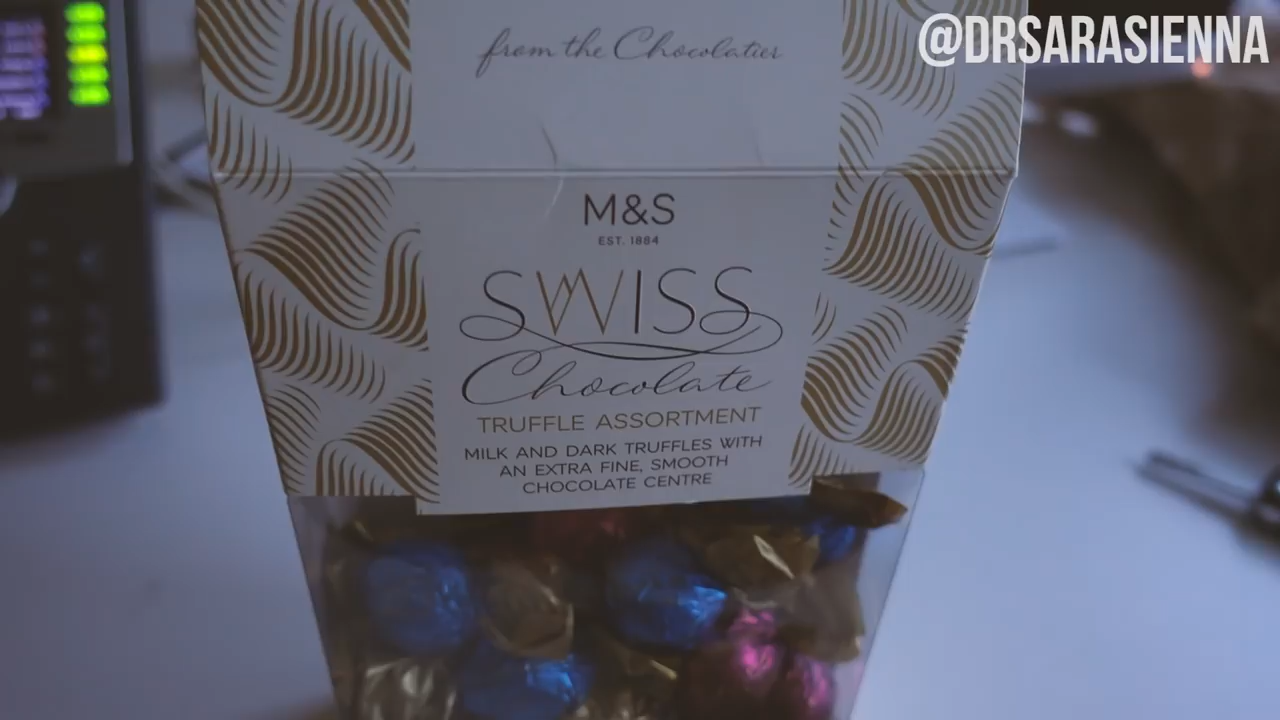 @DRSARASIENNA
from the Chocolatier
M&S
EST. 1884
SWISS
Chocolate
TRUFFLE ASSORTMENT
MILK AND DARK TRUFFLES WITH
AN EXTRA FINE, SMOOTH
CHOCOLATE CENTRE